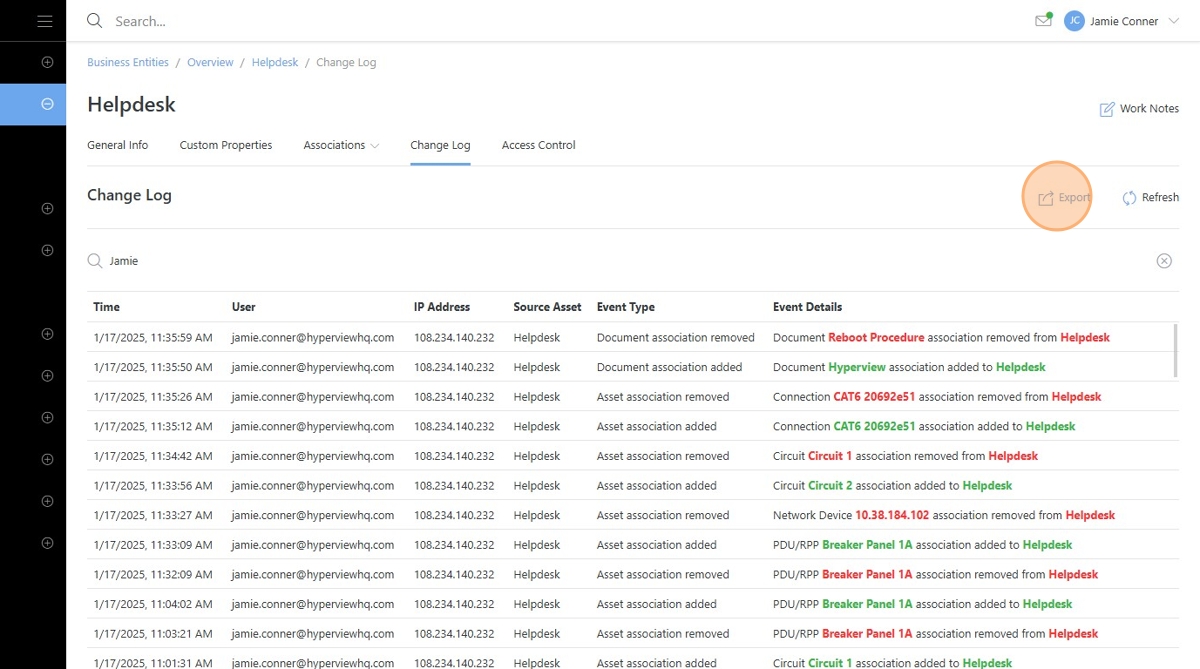 Search...
JC Jamie Conner
Business Entities / Overview / Helpdesk / Change Log
Helpdesk
Work Notes
General Info Custom Properties Associations Change Log Access Control
Change Log
Export Refresh
Jamie
Time User IP Address Source Asset Event Type Event Details
1/17/2025, 11:35:59 AM jamie.conner@hyperviewhq.com 108.234.140.232 Helpdesk Document association removed Document Reboot Procedure association removed from Helpdesk
1/17/2025, 11:35:50 AM jamie.conner@hyperviewhq.com 108.234.140.232 Helpdesk Document association added Document Hyperview association added to Helpdesk
1/17/2025, 11:35:26 AM jamie.conner@hyperviewhq.com 108.234.140.232 Helpdesk Asset association removed Connection CAT6 20692e51 association removed from Helpdesk
1/17/2025, 11:35:12 AM jamie.conner@hyperviewhq.com 108.234.140.232 Helpdesk Asset association added Connection CAT6 20692e51 association added to Helpdesk
1/17/2025, 11:34:42 AM jamie.conner@hyperviewhq.com 108.234.140.232 Helpdesk Asset association removed Circuit Circuit 1 association removed from Helpdesk
1/17/2025, 11:33:56 AM jamie.conner@hyperviewhq.com 108.234.140.232 Helpdesk Asset association added Circuit Circuit 2 association added to Helpdesk
1/17/2025, 11:33:27 AM jamie.conner@hyperviewhq.com 108.234.140.232 Helpdesk Asset association removed Network Device 10.38.184.102 association removed from Helpdesk
1/17/2025, 11:33:09 AM jamie.conner@hyperviewhq.com 108.234.140.232 Helpdesk Asset association added PDU/RPP Breaker Panel 1A association added to Helpdesk
1/17/2025, 11:32:09 AM jamie.conner@hyperviewhq.com 108.234.140.232 Helpdesk Asset association removed PDU/RPP Breaker Panel 1A association removed from Helpdesk
1/17/2025, 11:04:02 AM jamie.conner@hyperviewhq.com 108.234.140.232 Helpdesk Asset association added PDU/RPP Breaker Panel 1A association added to Helpdesk
1/17/2025, 11:03:21 AM jamie.conner@hyperviewhq.com 108.234.140.232 Helpdesk Asset association removed PDU/RPP Breaker Panel 1A association removed from Helpdesk
1/17/2025, 11:01:31 AM jamie.conner@hyperviewhq.com 108.234.140.232 Helpdesk Asset association added Circuit Circuit 1 association added to Helpdesk